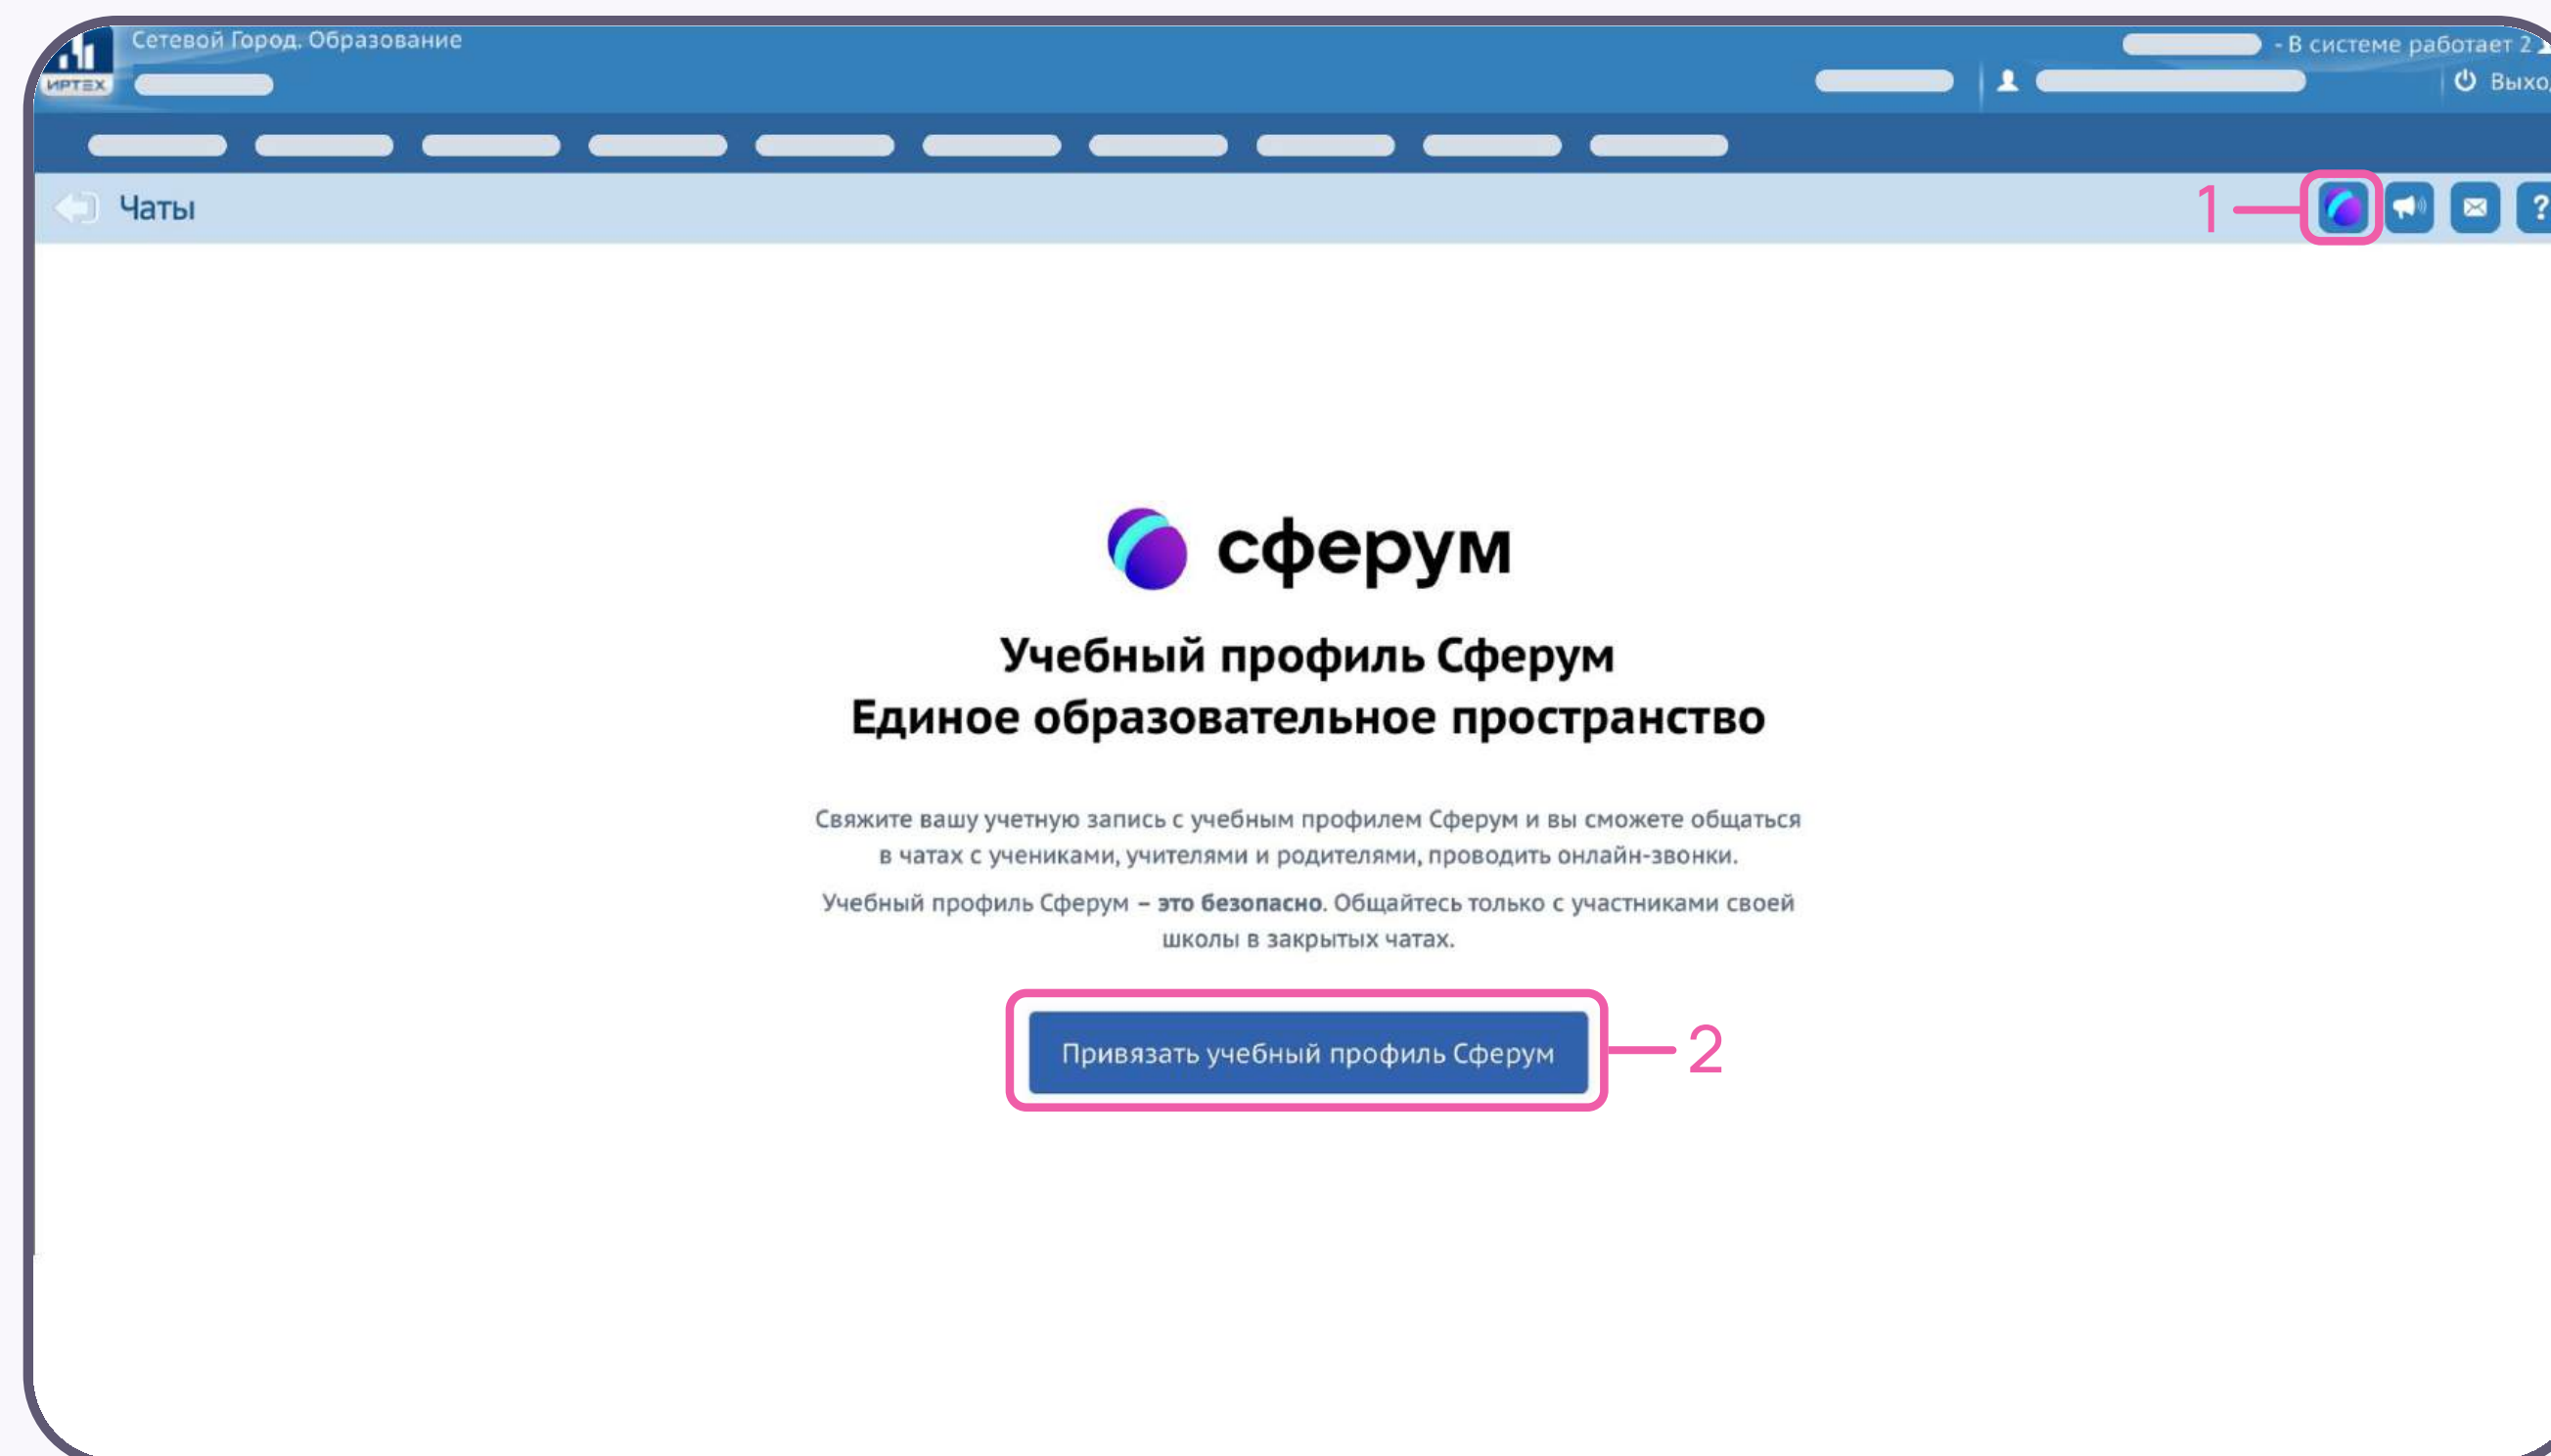 Сетевой Город. Образование
- В системе работает 2
ИРТЕХ
Выход
Чаты
1
?
сферум
Учебный профиль Сферум
Единое образовательное пространство
Свяжите вашу учетную запись с учебным профилем Сферум и вы сможете общаться
в чатах с учениками, учителями и родителями, проводить онлайн-звонки.
Учебный профиль Сферум – это безопасно. Общайтесь только с участниками своей
школы в закрытых чатах.
Привязать учебный профиль Сферум
2